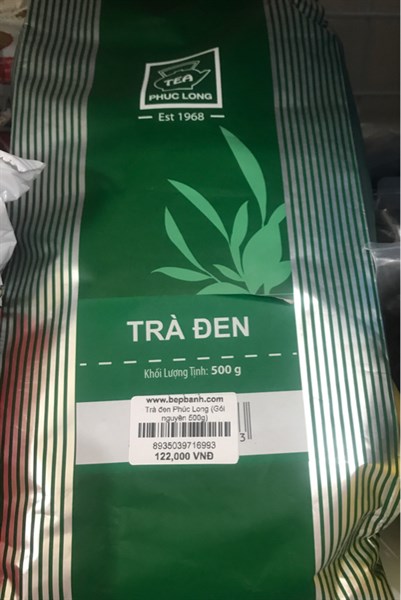 TEA
PHUC LONG
Est 1968
TRÀ ĐEN
Khối Lượng Tịnh: 500 g
www.bepbanh.com
Trà đen Phúc Long (Gói
nguyên 500g)
3
8935039716993
122,000 VNĐ